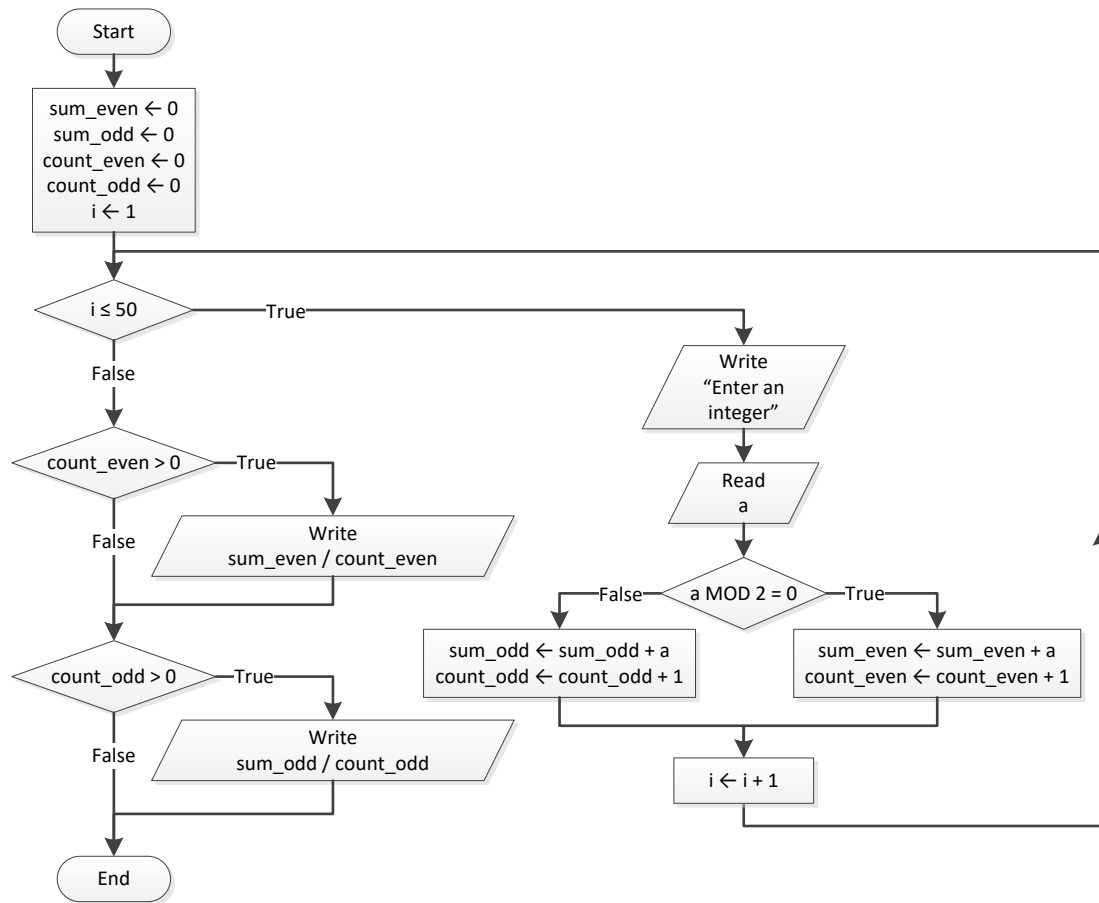 Start
sum_even ← 0
sum_odd ← 0
count_even ← 0
count_odd ← 0
i ← 1
i ≤ 50
True
False
Write
“Enter an
integer”
Read
a
a MOD 2 = 0
False
True
sum_odd ← sum_odd + a
count_odd ← count_odd + 1
sum_even ← sum_even + a
count_even ← count_even + 1
i ← i + 1
count_even > 0
True
False
Write
sum_even / count_even
count_odd > 0
True
False
Write
sum_odd / count_odd
End